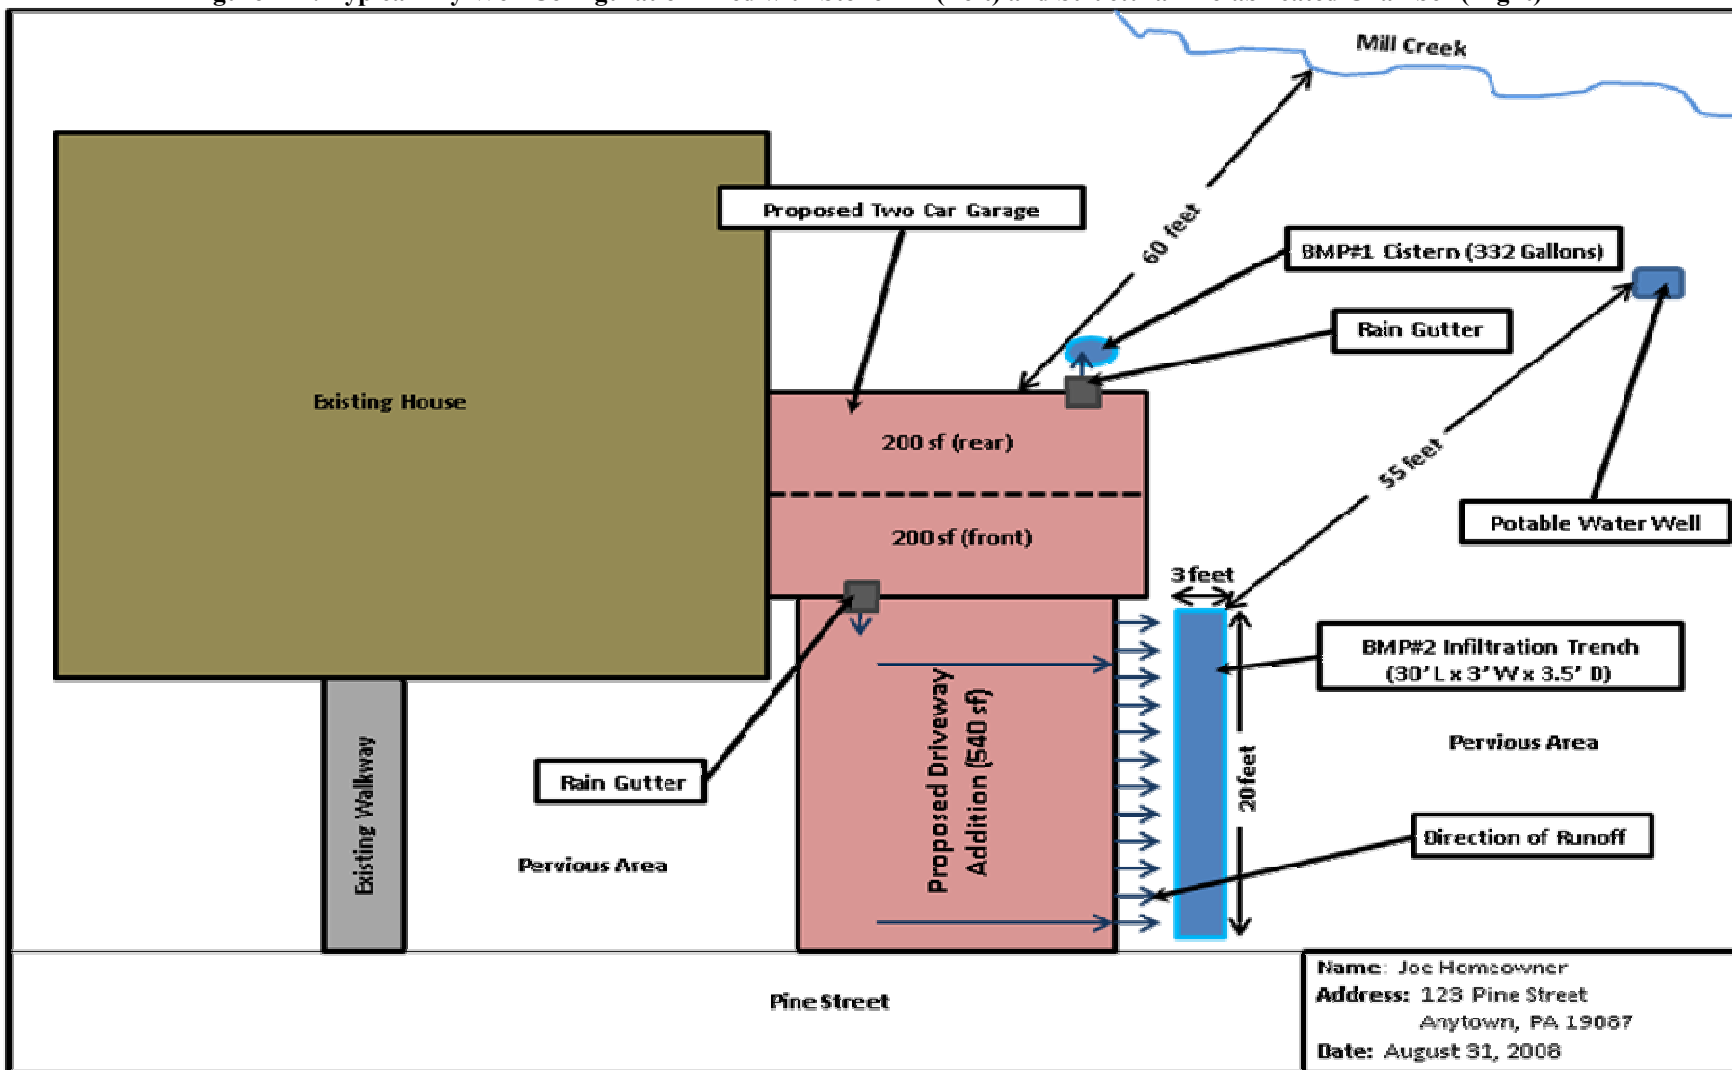 Mill Creek
Proposed Two Car Garage
60 feet
BMP#1 Cistern (332 Gallons)
Rain Gutter
Existing House
200 sf (rear)
55 feet
Potable Water Well
200 sf (front)
3 feet
BMP#2 Infiltration Trench
(30' L x 3' W x 3.5' D)
Pervious Area
Rain Gutter
Existing Walkway
Proposed Driveway
Addition (540 sf)
20 feet
Direction of Runoff
Pervious Area
Pine Street
Name: Joe Homeowner
Address: 123 Pine Street
Anytown, PA 19087
Date: August 31, 2008